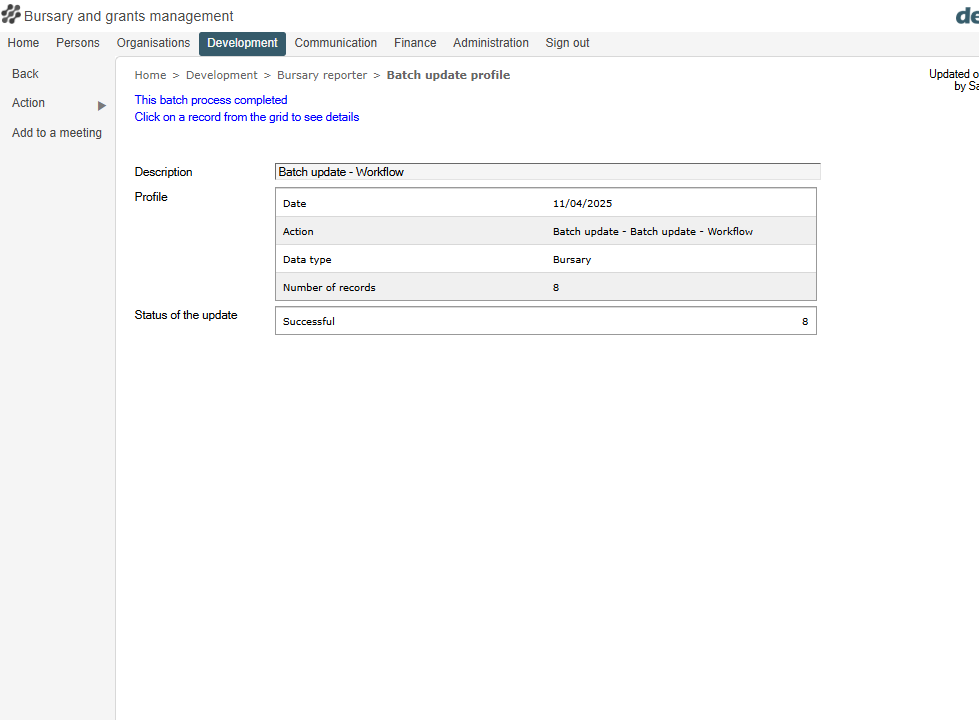 Bursary and grants management
de
Home Persons Organisations Development Communication Finance Administration Sign out
Back
Action
Add to a meeting
Home > Development > Bursary reporter > Batch update profile
Updated o
by Sa
This batch process completed
Click on a record from the grid to see details
Description Batch update - Workflow
Profile
Date 11/04/2025
Action Batch update - Batch update - Workflow
Data type Bursary
Number of records 8
Status of the update
Successful 8